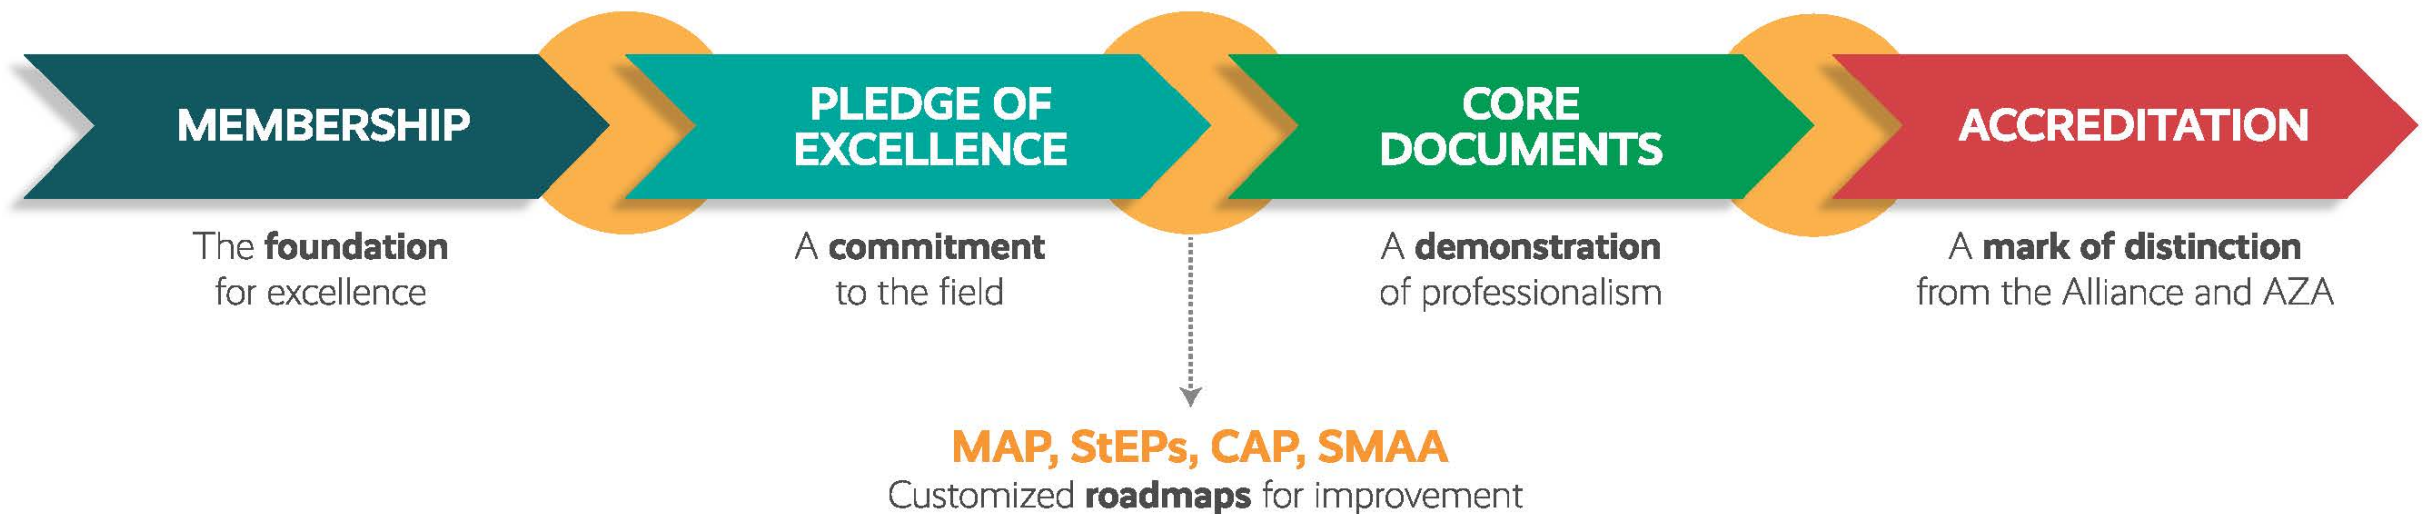 MEMBERSHIP
The foundation
for excellence
PLEDGE OF
EXCELLENCE
A commitment
to the field
CORE
DOCUMENTS
A demonstration
of professionalism
ACCREDITATION
A mark of distinction
from the Alliance and AZA
MAP, StEPs, CAP, SMAA
Customized roadmaps for improvement